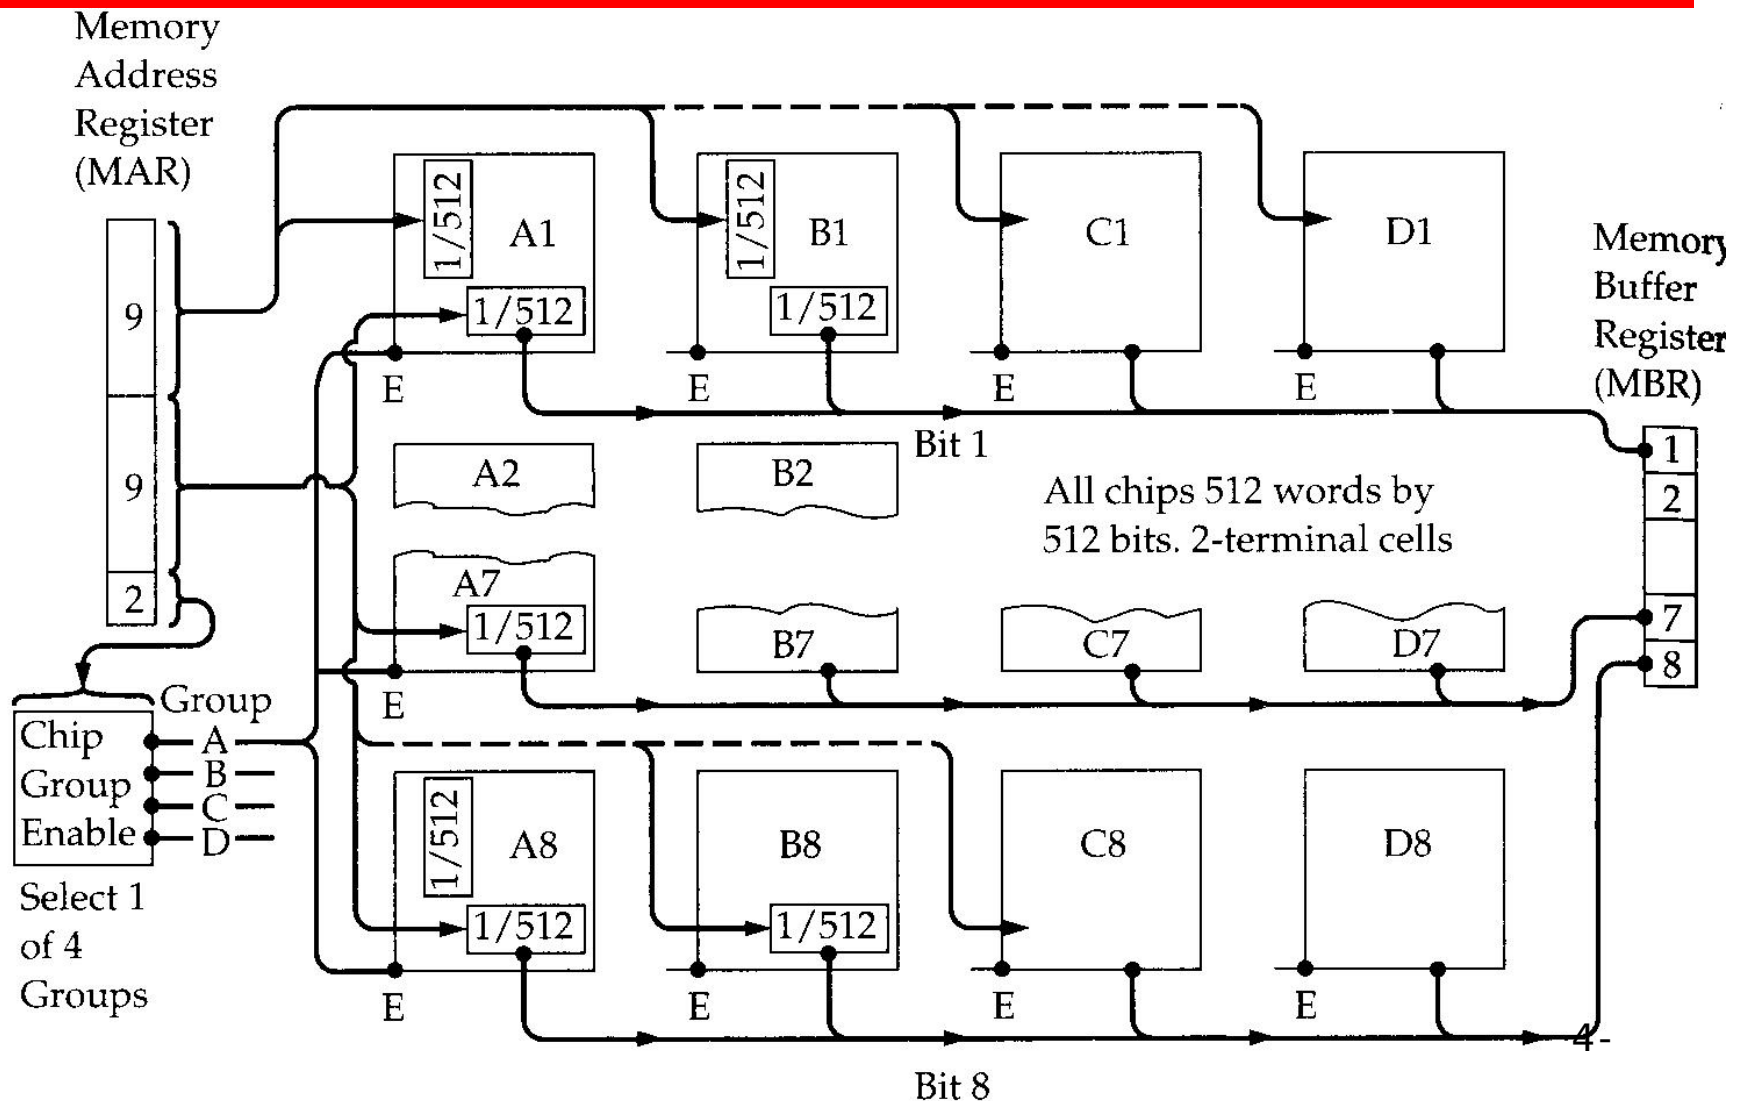 Memory
Address
Register
(MAR)
9
9
2
Chip
Group
Enable
Group
A
B
C
D
Select 1
of 4
Groups
1/512
A1
1/512
E
1/512
B1
1/512
E
C1
E
D1
E
Bit 1
A2
B2
All chips 512 words by
512 bits. 2-terminal cells
A7
1/512
E
B7
C7
D7
1/512
A8
1/512
E
B8
1/512
E
C8
E
D8
E
Bit 8
Memory
Buffer
Register
(MBR)
1
2
7
8
4-